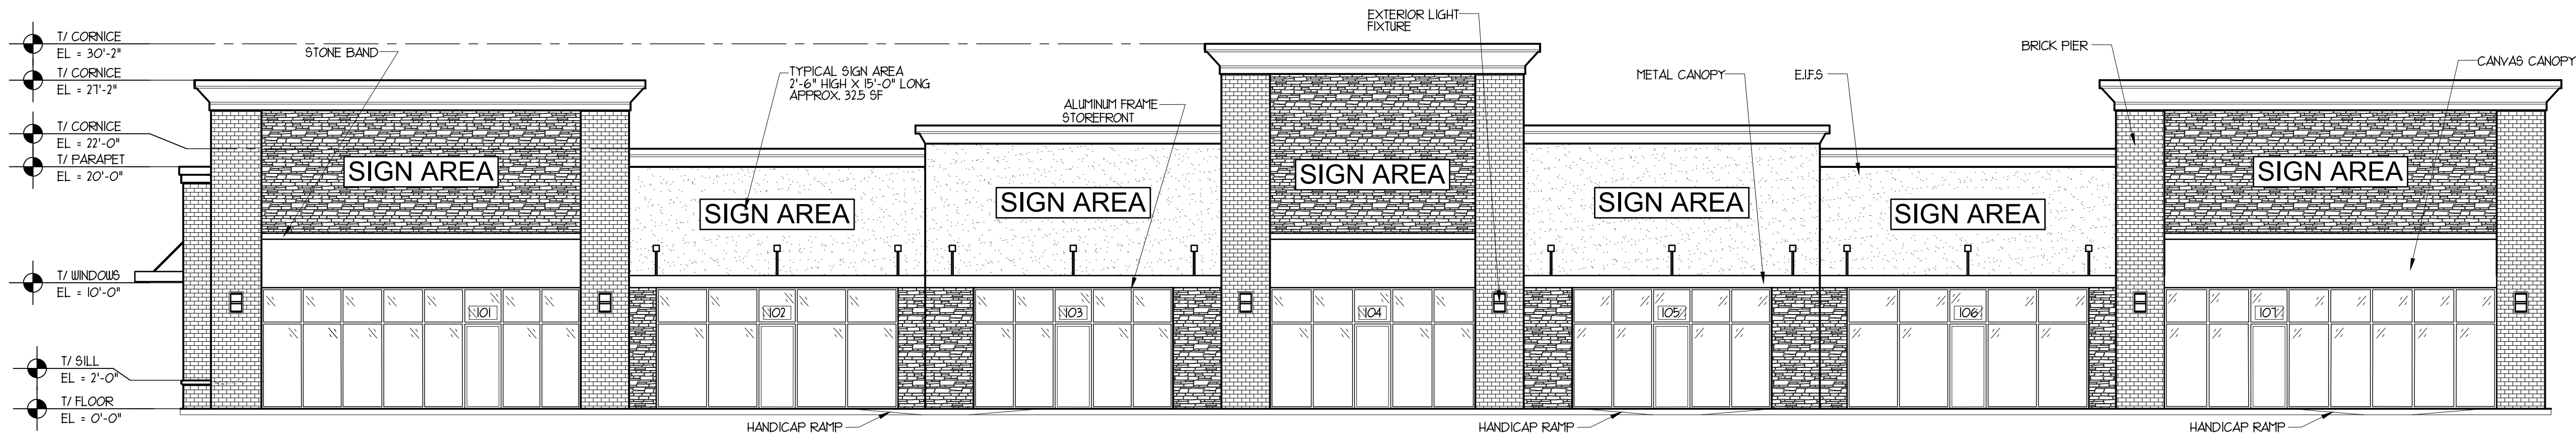 T/ CORNICE
EL = 30'-2"
T/ CORNICE
EL = 27'-2"
T/ CORNICE
EL = 22'-0"
T/ PARAPET
EL = 20'-0"
T/ WINDOWS
EL = 10'-0"
T/ SILL
EL = 2'-0"
T/ FLOOR
EL = 0'-0"
STONE BAND
TYPICAL SIGN AREA
2'-6" HIGH X 15'-0" LONG
APPROX. 32.5 SF
ALUMINUM FRAME
STOREFRONT
EXTERIOR LIGHT
FIXTURE
METAL CANOPY
E.I.F.S
BRICK PIER
CANVAS CANOPY
SIGN AREA
SIGN AREA
SIGN AREA
SIGN AREA
SIGN AREA
SIGN AREA
SIGN AREA
101
102
103
104
105
106
107
HANDICAP RAMP
HANDICAP RAMP
HANDICAP RAMP